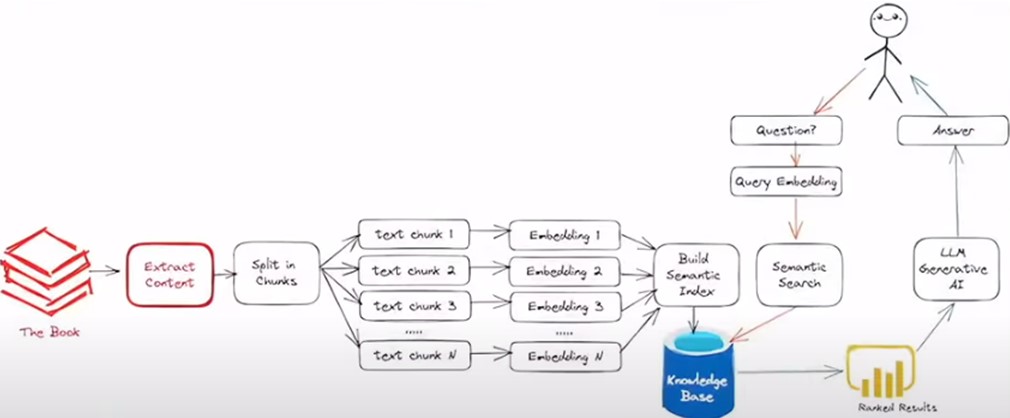 The Book
Extract
Content
Split in
Chunks
text chunk 1
text chunk 2
text chunk 3
.....
text chunk N
Embedding 1
Embedding 2
Embedding 3
.....
Embedding N
Build
Semantic
Index
Knowledge
Base
Question?
Query Embedding
Semantic
Search
Ranked Results
LLM
Generative
AI
Answer